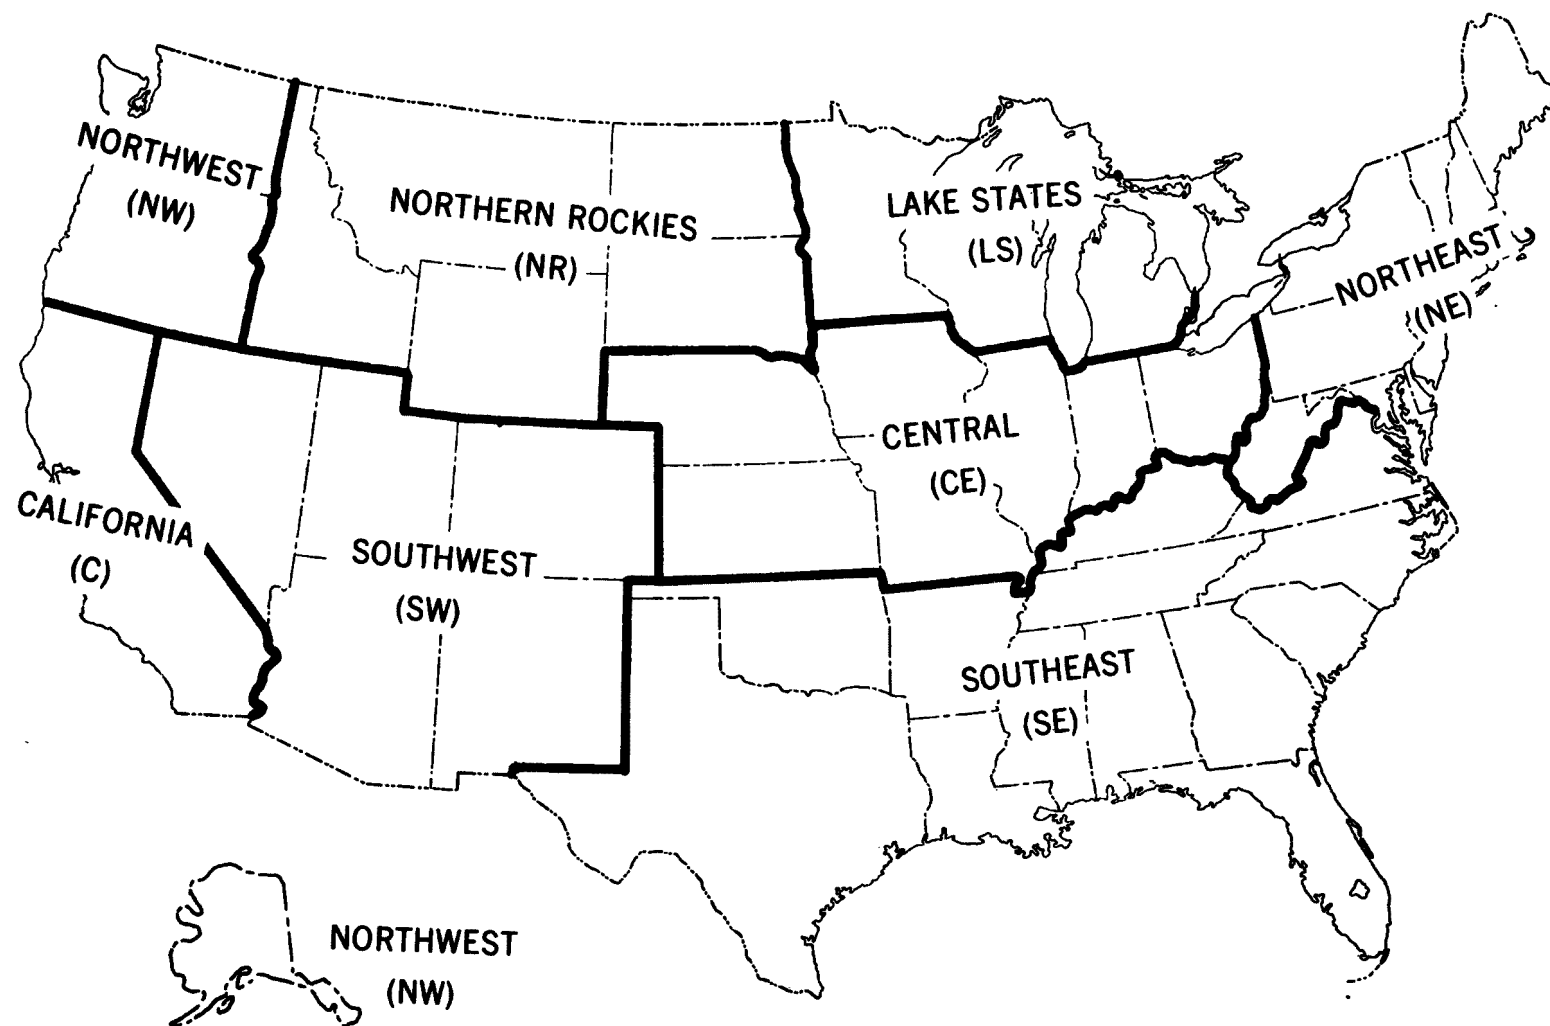 NORTHWEST
(NW)
NORTHERN ROCKIES
(NR)
LAKE STATES
(LS)
NORTHEAST
(NE)
CENTRAL
(CE)
CALIFORNIA
(C)
SOUTHWEST
(SW)
SOUTHEAST
(SE)
NORTHWEST
(NW)